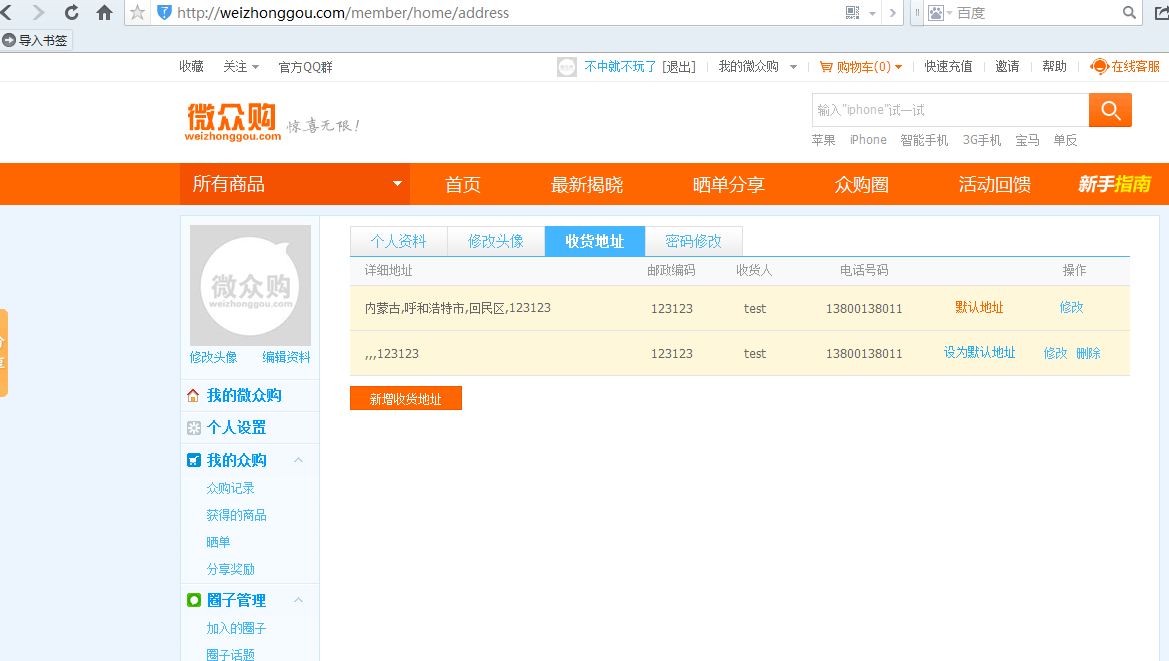 http://weizhonggou.com/member/home/address 百度
导入书签
收藏 关注 官方QQ群 不中就不玩了 [退出] 我的微众购 购物车(0) 快速充值 邀请 帮助 在线客服
微众购 惊喜无限!
weizhonggou.com
输入"iphone"试一试
苹果 iPhone 智能手机 3G手机 宝马 单反
所有商品 首页 最新揭晓 晒单分享 众购圈 活动回馈 新手指南
微众购
weizhonggou.com
修改头像 编辑资料
我的微众购
个人设置
我的众购
众购记录
获得的商品
晒单
分享奖励
圈子管理
加入的圈子
圈子话题
个人资料 修改头像 收货地址 密码修改
详细地址 邮政编码 收货人 电话号码 操作
内蒙古,呼和浩特市,回民区,123123 123123 test 13800138011 默认地址 修改
,,,123123 123123 test 13800138011 设为默认地址 修改 删除
新增收货地址